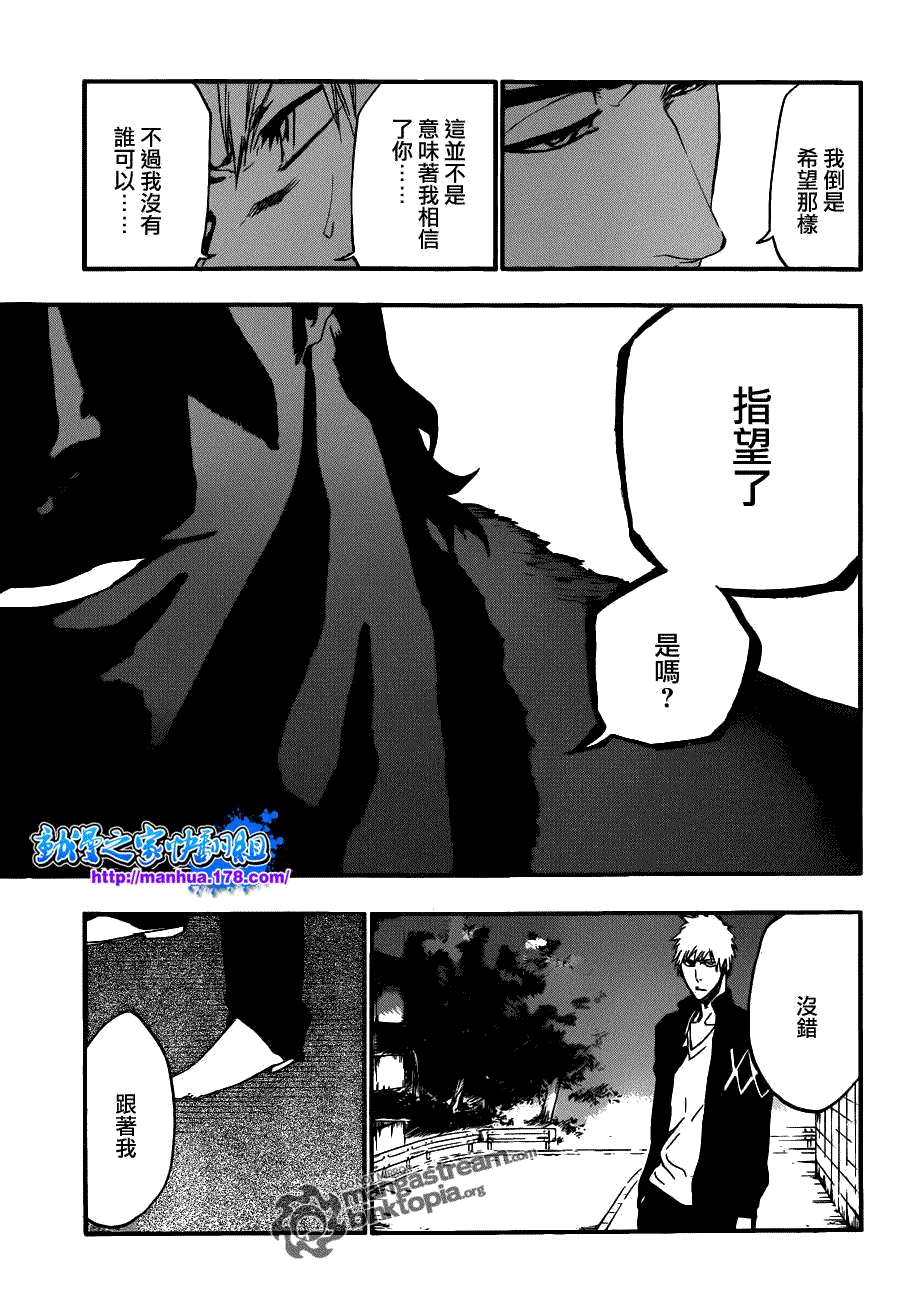 我倒是
希望那樣
這並不是
意味著我相信
了你……
不過我沒有
誰可以……
指望了
是嗎?
動漫之家快翻組
http://manhua.178.com/
沒錯
跟著我
mangastream.com
binktopia.org